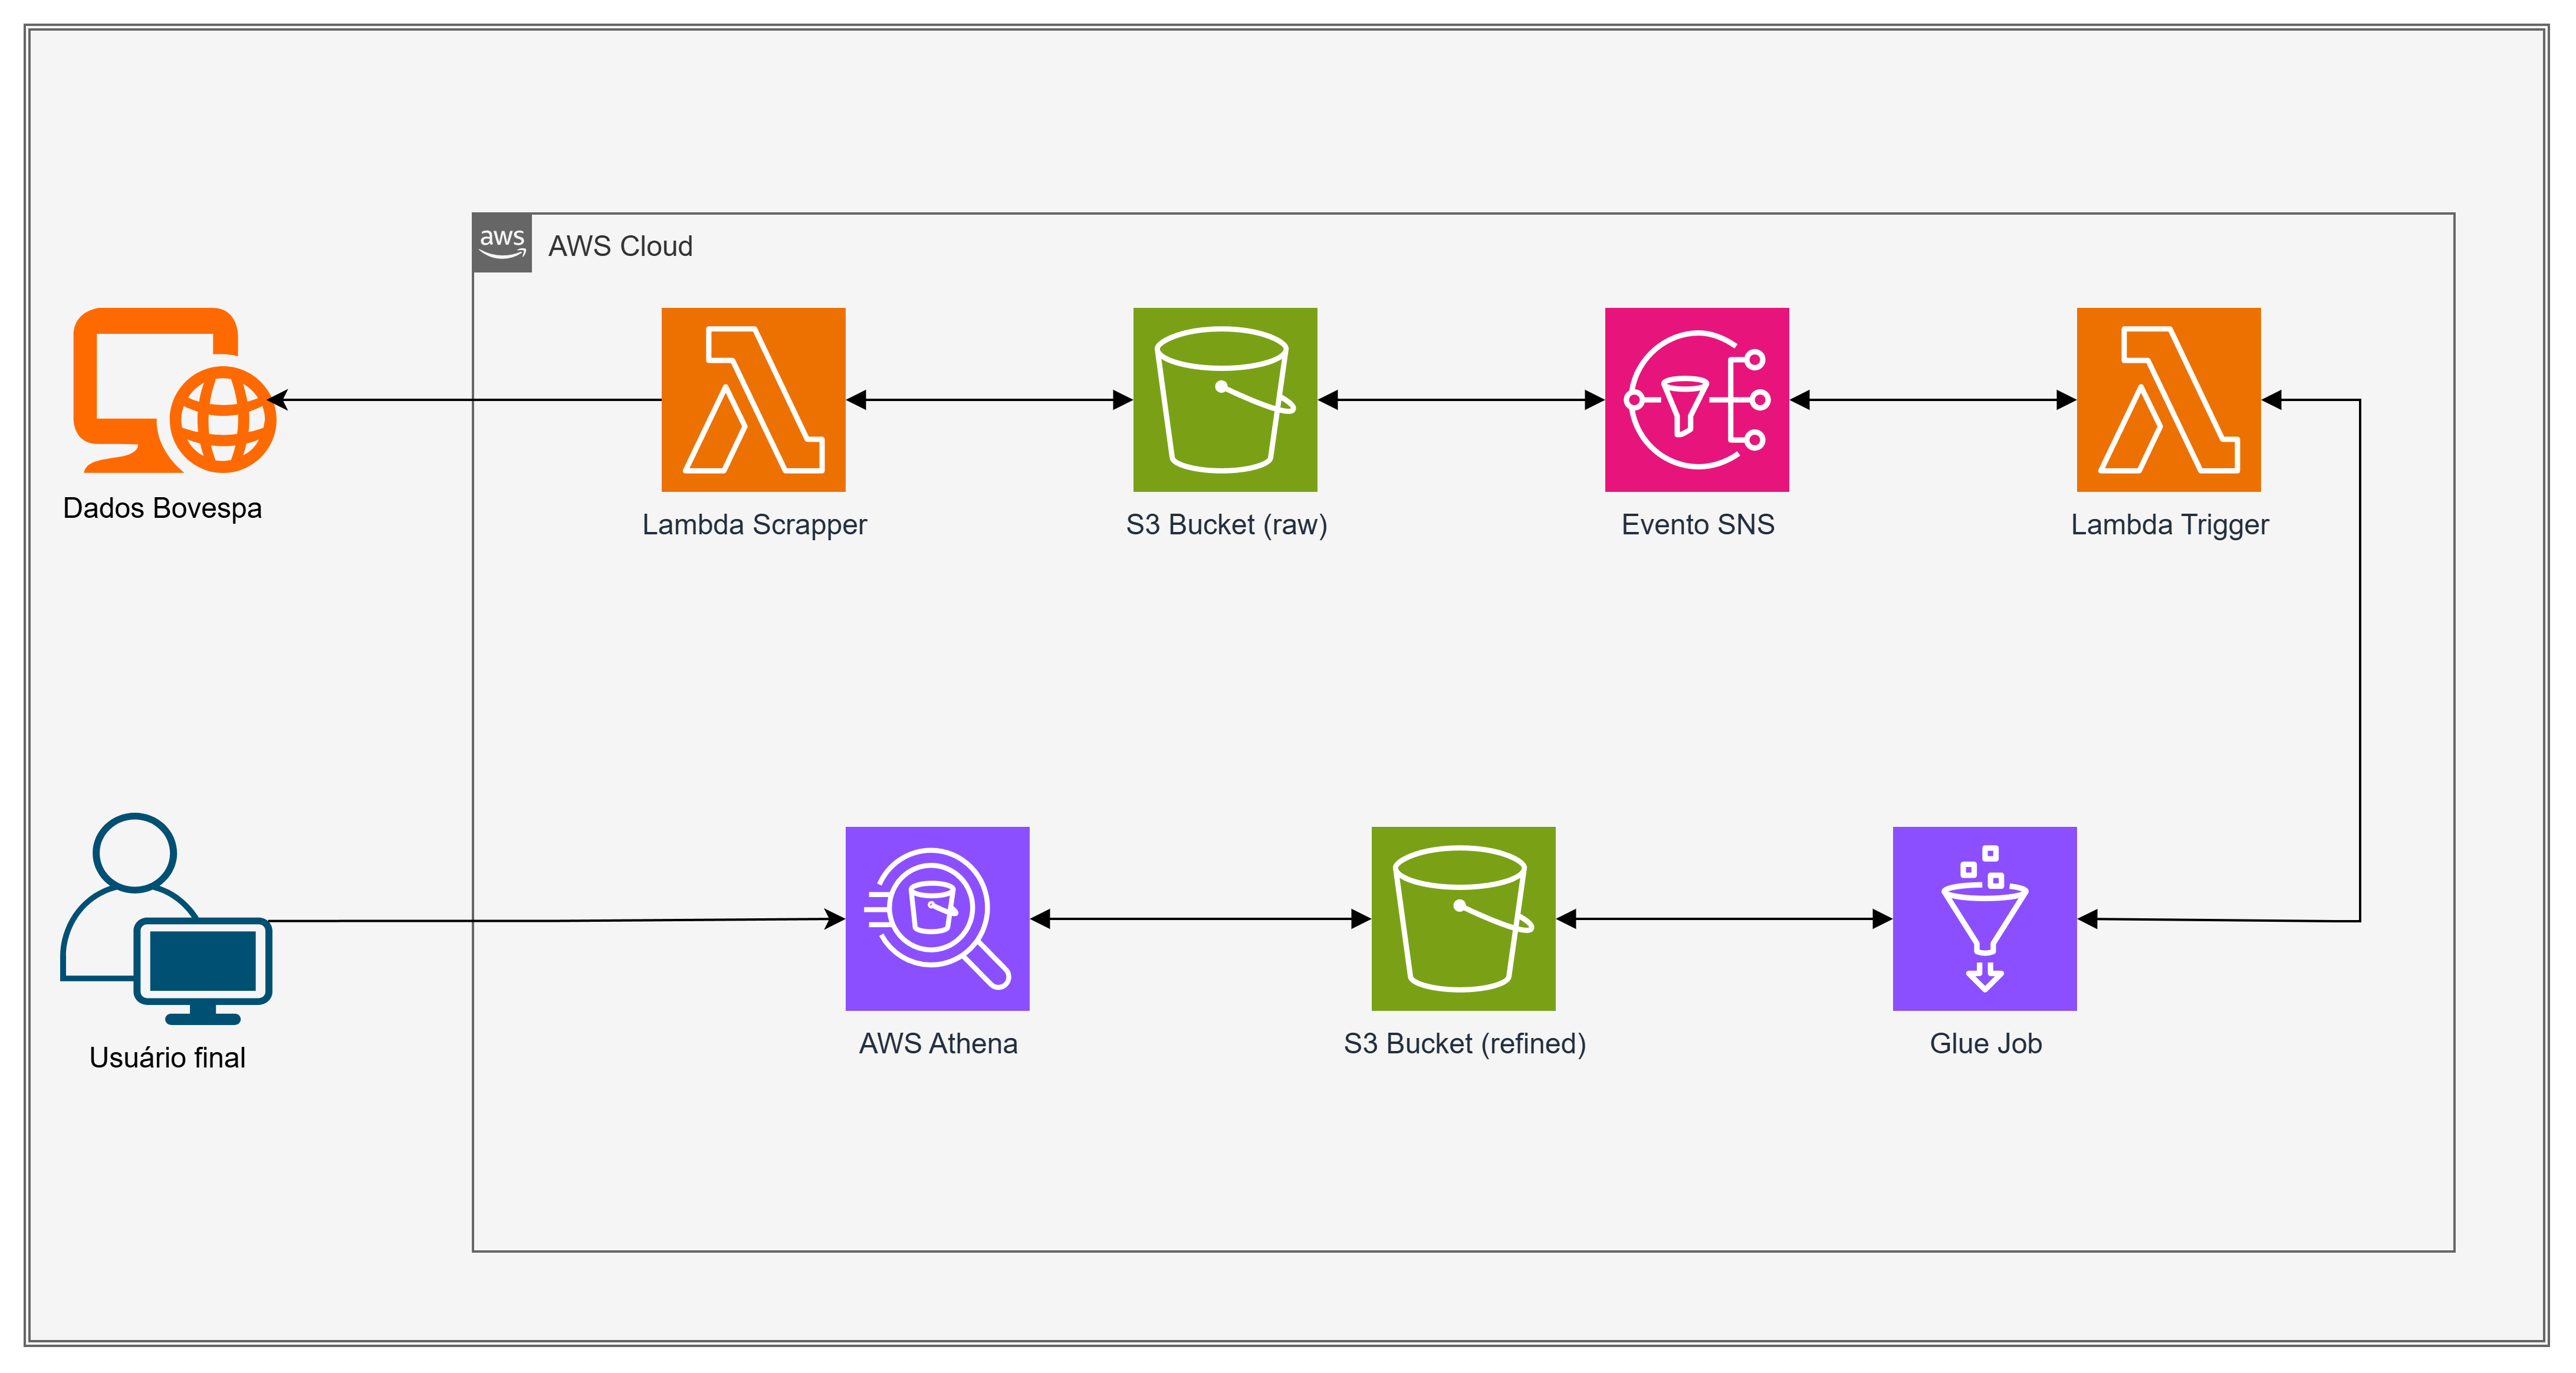 aws
AWS Cloud
Dados Bovespa
Lambda Scrapper
S3 Bucket (raw)
Evento SNS
Lambda Trigger
Usuário final
AWS Athena
S3 Bucket (refined)
Glue Job